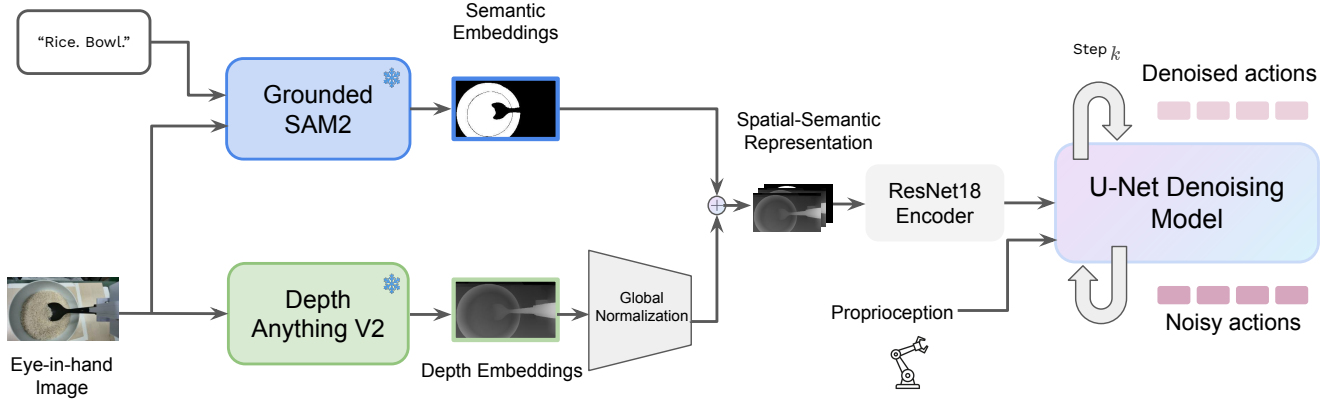 “Rice. Bowl.”
Grounded
SAM2
Semantic
Embeddings
Step k
Denoised actions
Spatial-Semantic
Representation
ResNet18
Encoder
U-Net Denoising
Model
Eye-in-hand
Image
Depth
Anything V2
Depth Embeddings
Global
Normalization
Proprioception
Noisy actions